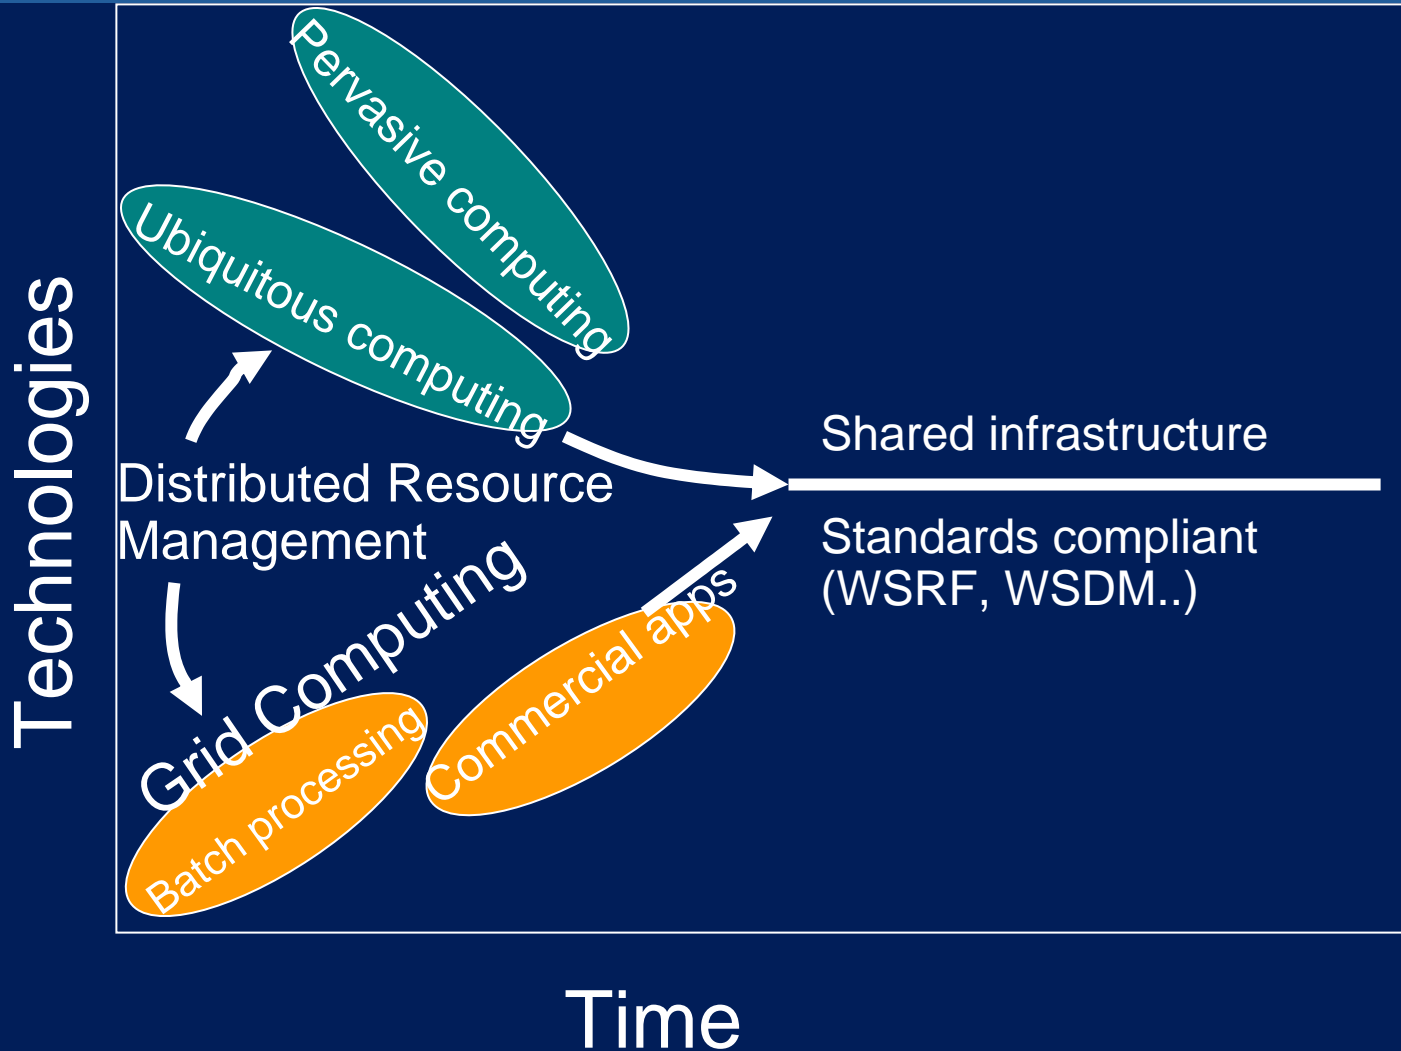 Technologies
Pervasive computing
Ubiquitous computing
Distributed Resource
Management
Grid Computing
Batch processing
Commercial apps
Shared infrastructure
Standards compliant
(WSRF, WSDM..)
Time